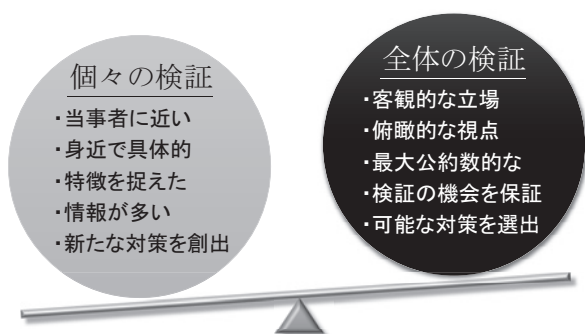 個々の検証
・当事者に近い
・身近で具体的
・特徴を捉えた
・情報が多い
・新たな対策を創出
全体の検証
・客観的な立場
・俯瞰的な視点
・最大公約数的な
・検証の機会を保証
・可能な対策を選出